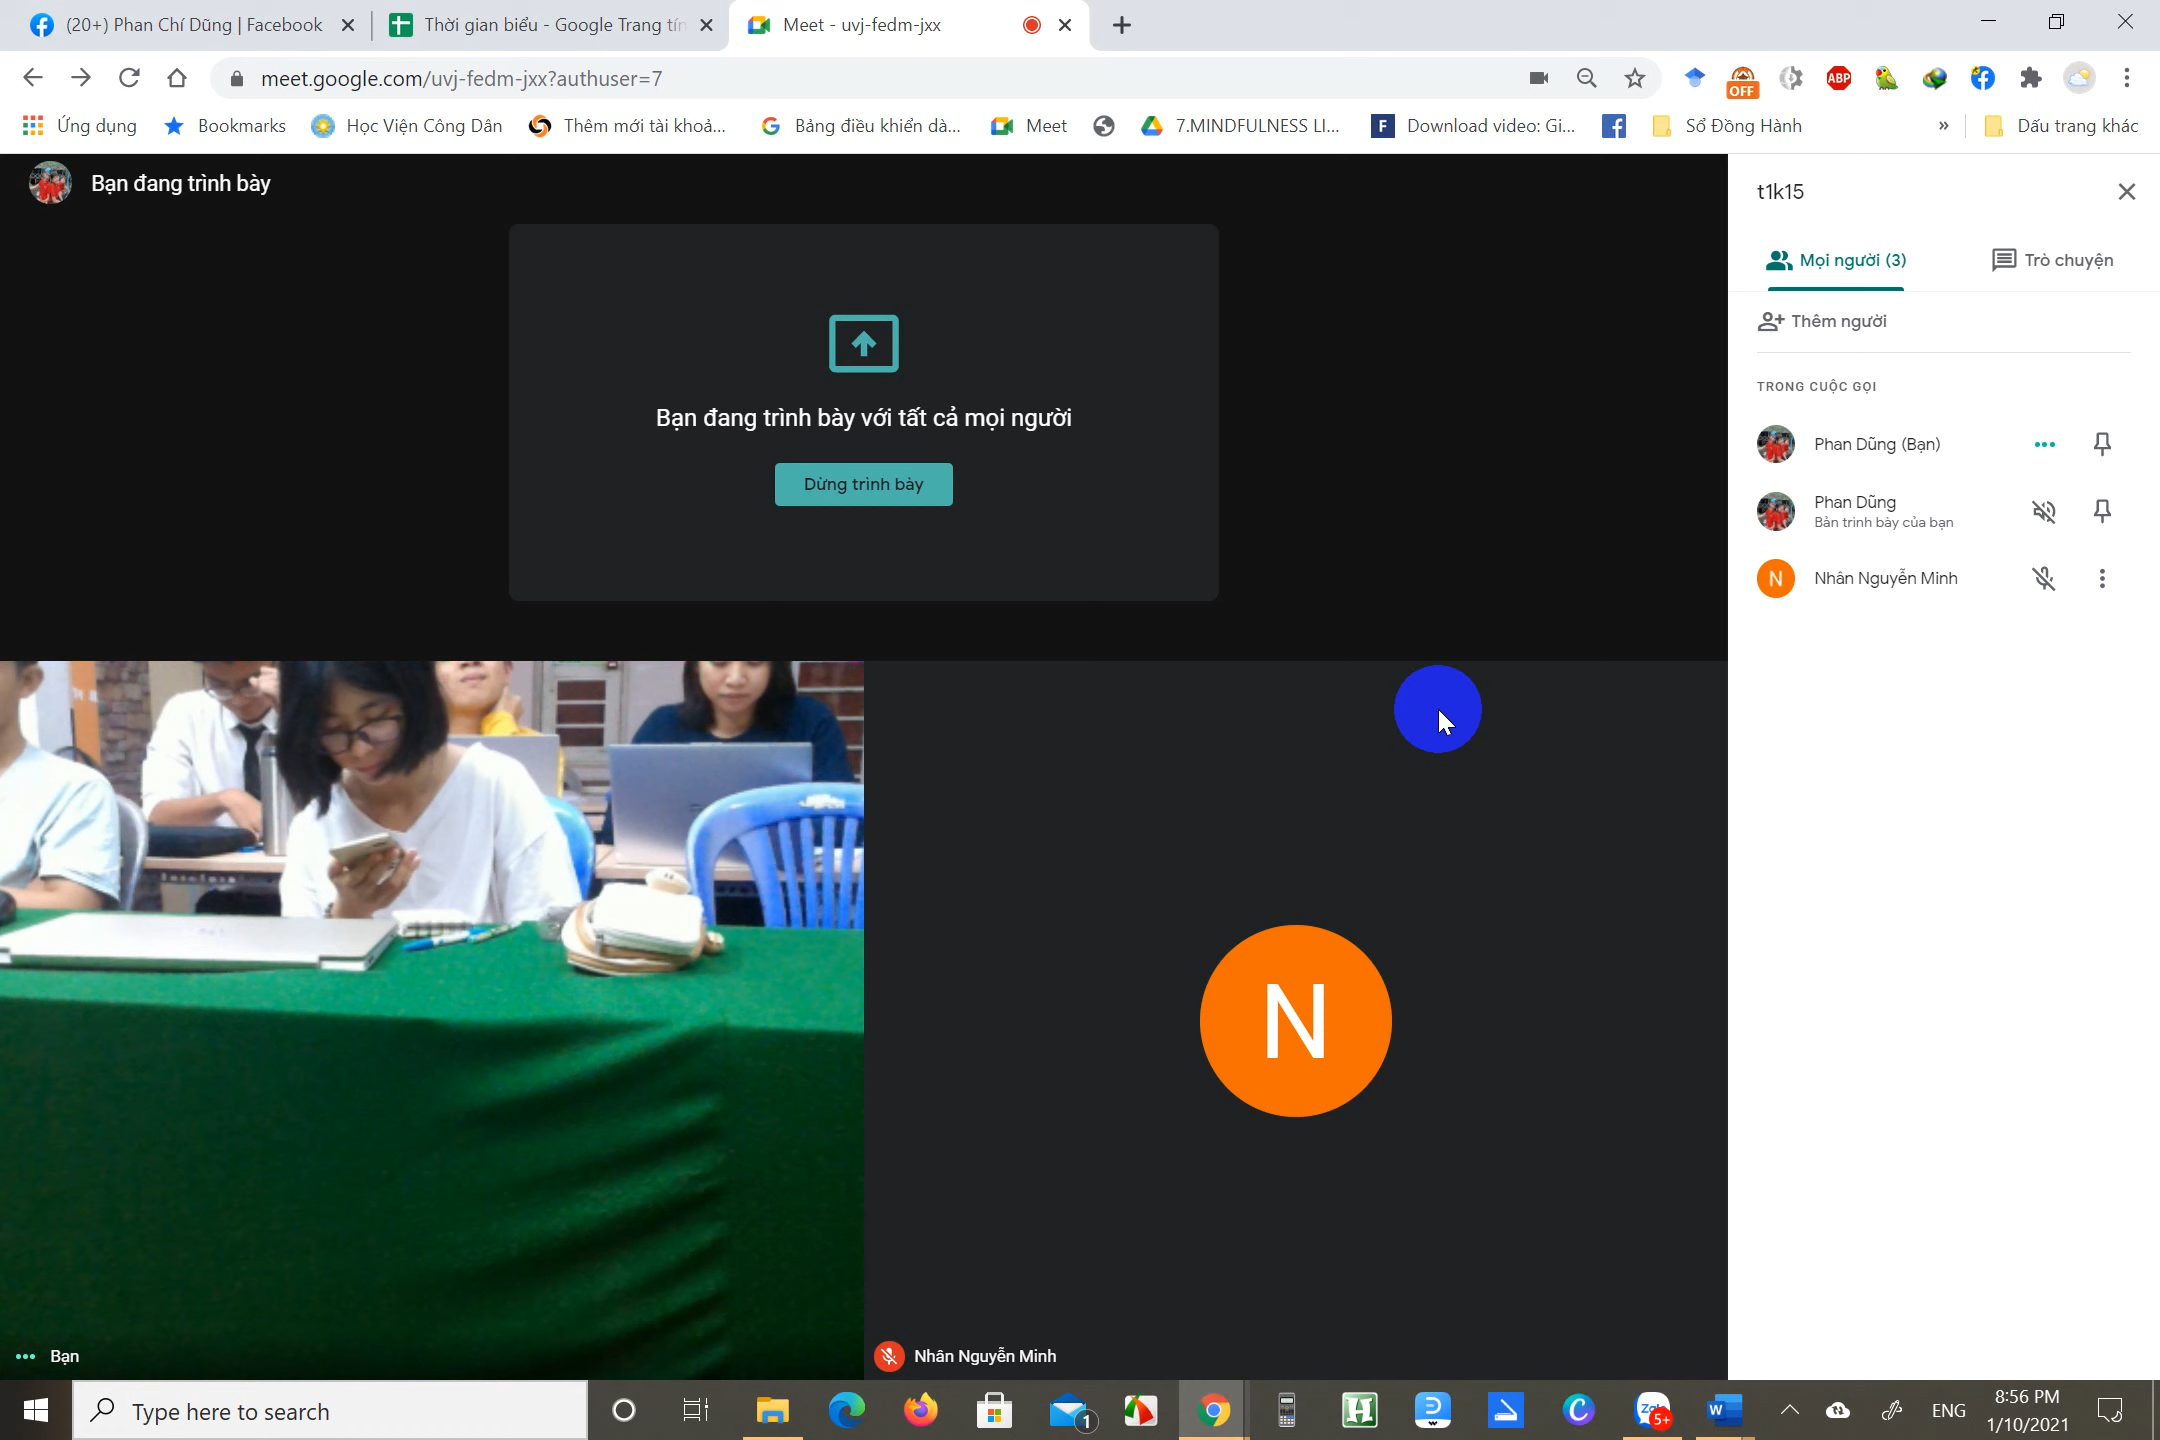 (20+) Phan Chí Dũng | Facebook
Thời gian biểu - Google Trang tín
Meet - uvj-fedm-jxx
meet.google.com/uvj-fedm-jxx?authuser=7
OFF
ABP
Ứng dụng
Bookmarks
Học Viện Công Dân
Thêm mới tài khoả...
Bảng điều khiển dà...
Meet
7.MINDFULNESS LI...
F
Download video: Gi...
Sổ Đồng Hành
»
Dấu trang khác
Bạn đang trình bày
Bạn đang trình bày với tất cả mọi người
Dừng trình bày
t1k15
Mọi người (3)
Trò chuyện
Thêm người
TRONG CUỘC GỌI
Phan Dũng (Bạn)
Phan Dũng
Bản trình bày của bạn
N
Nhân Nguyễn Minh
N
Bạn
Nhân Nguyễn Minh
Type here to search
1
Zalo
5+
W
ENG
8:56 PM
1/10/2021